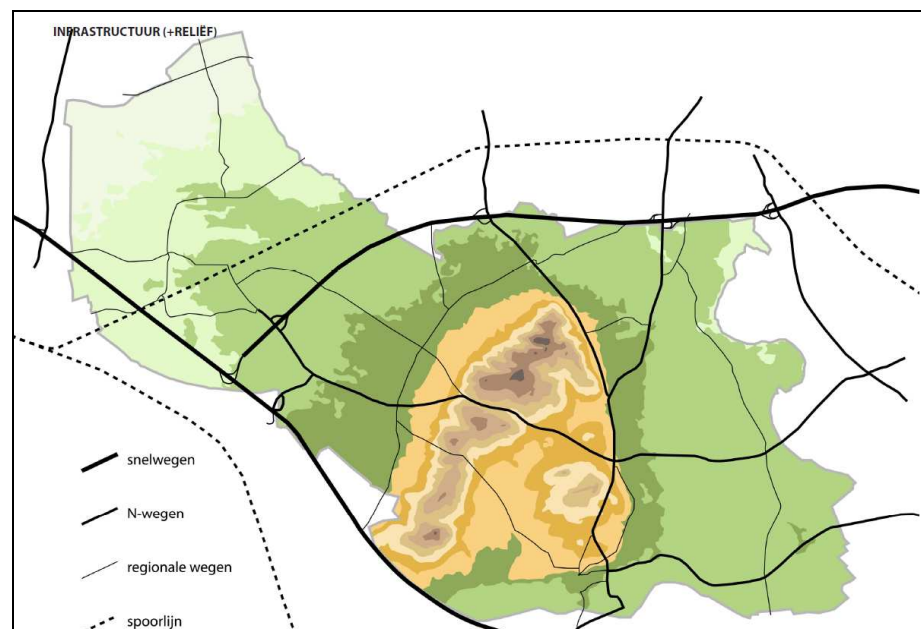 INFRASTRUCTUUR (+RELIËF)
snelwegen
N-wegen
regionale wegen
spoorlijn